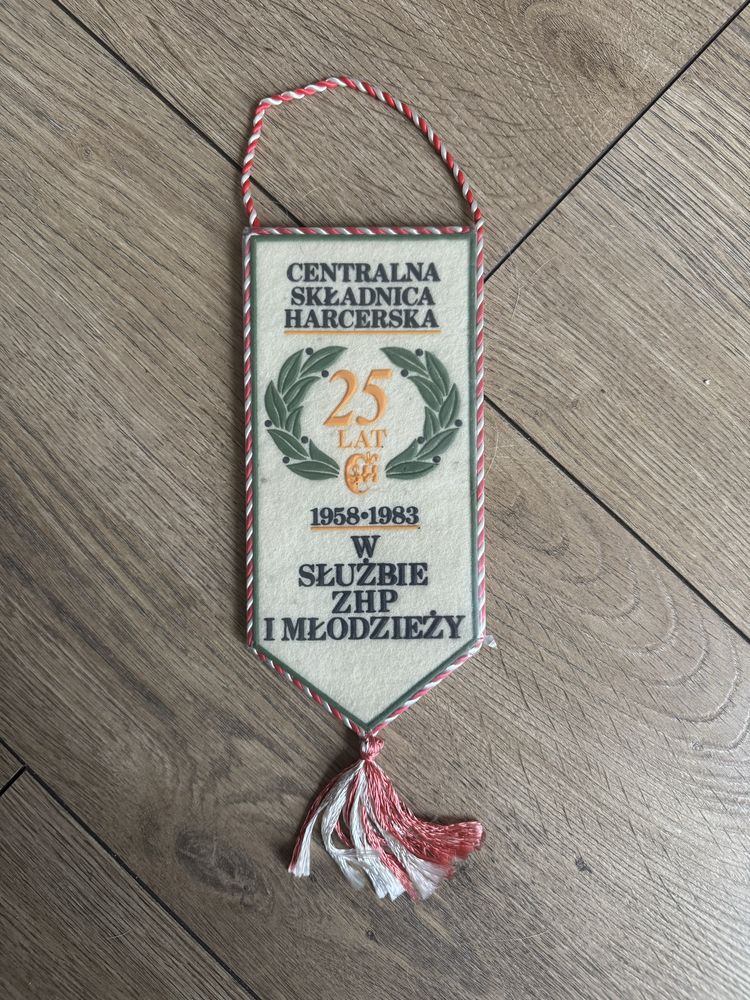 CENTRALNA
SKŁADNICA
HARCERSKA
25
LAT
1958•1983
W
SŁUŻBIE
ZHP
I MŁODZIEŻY